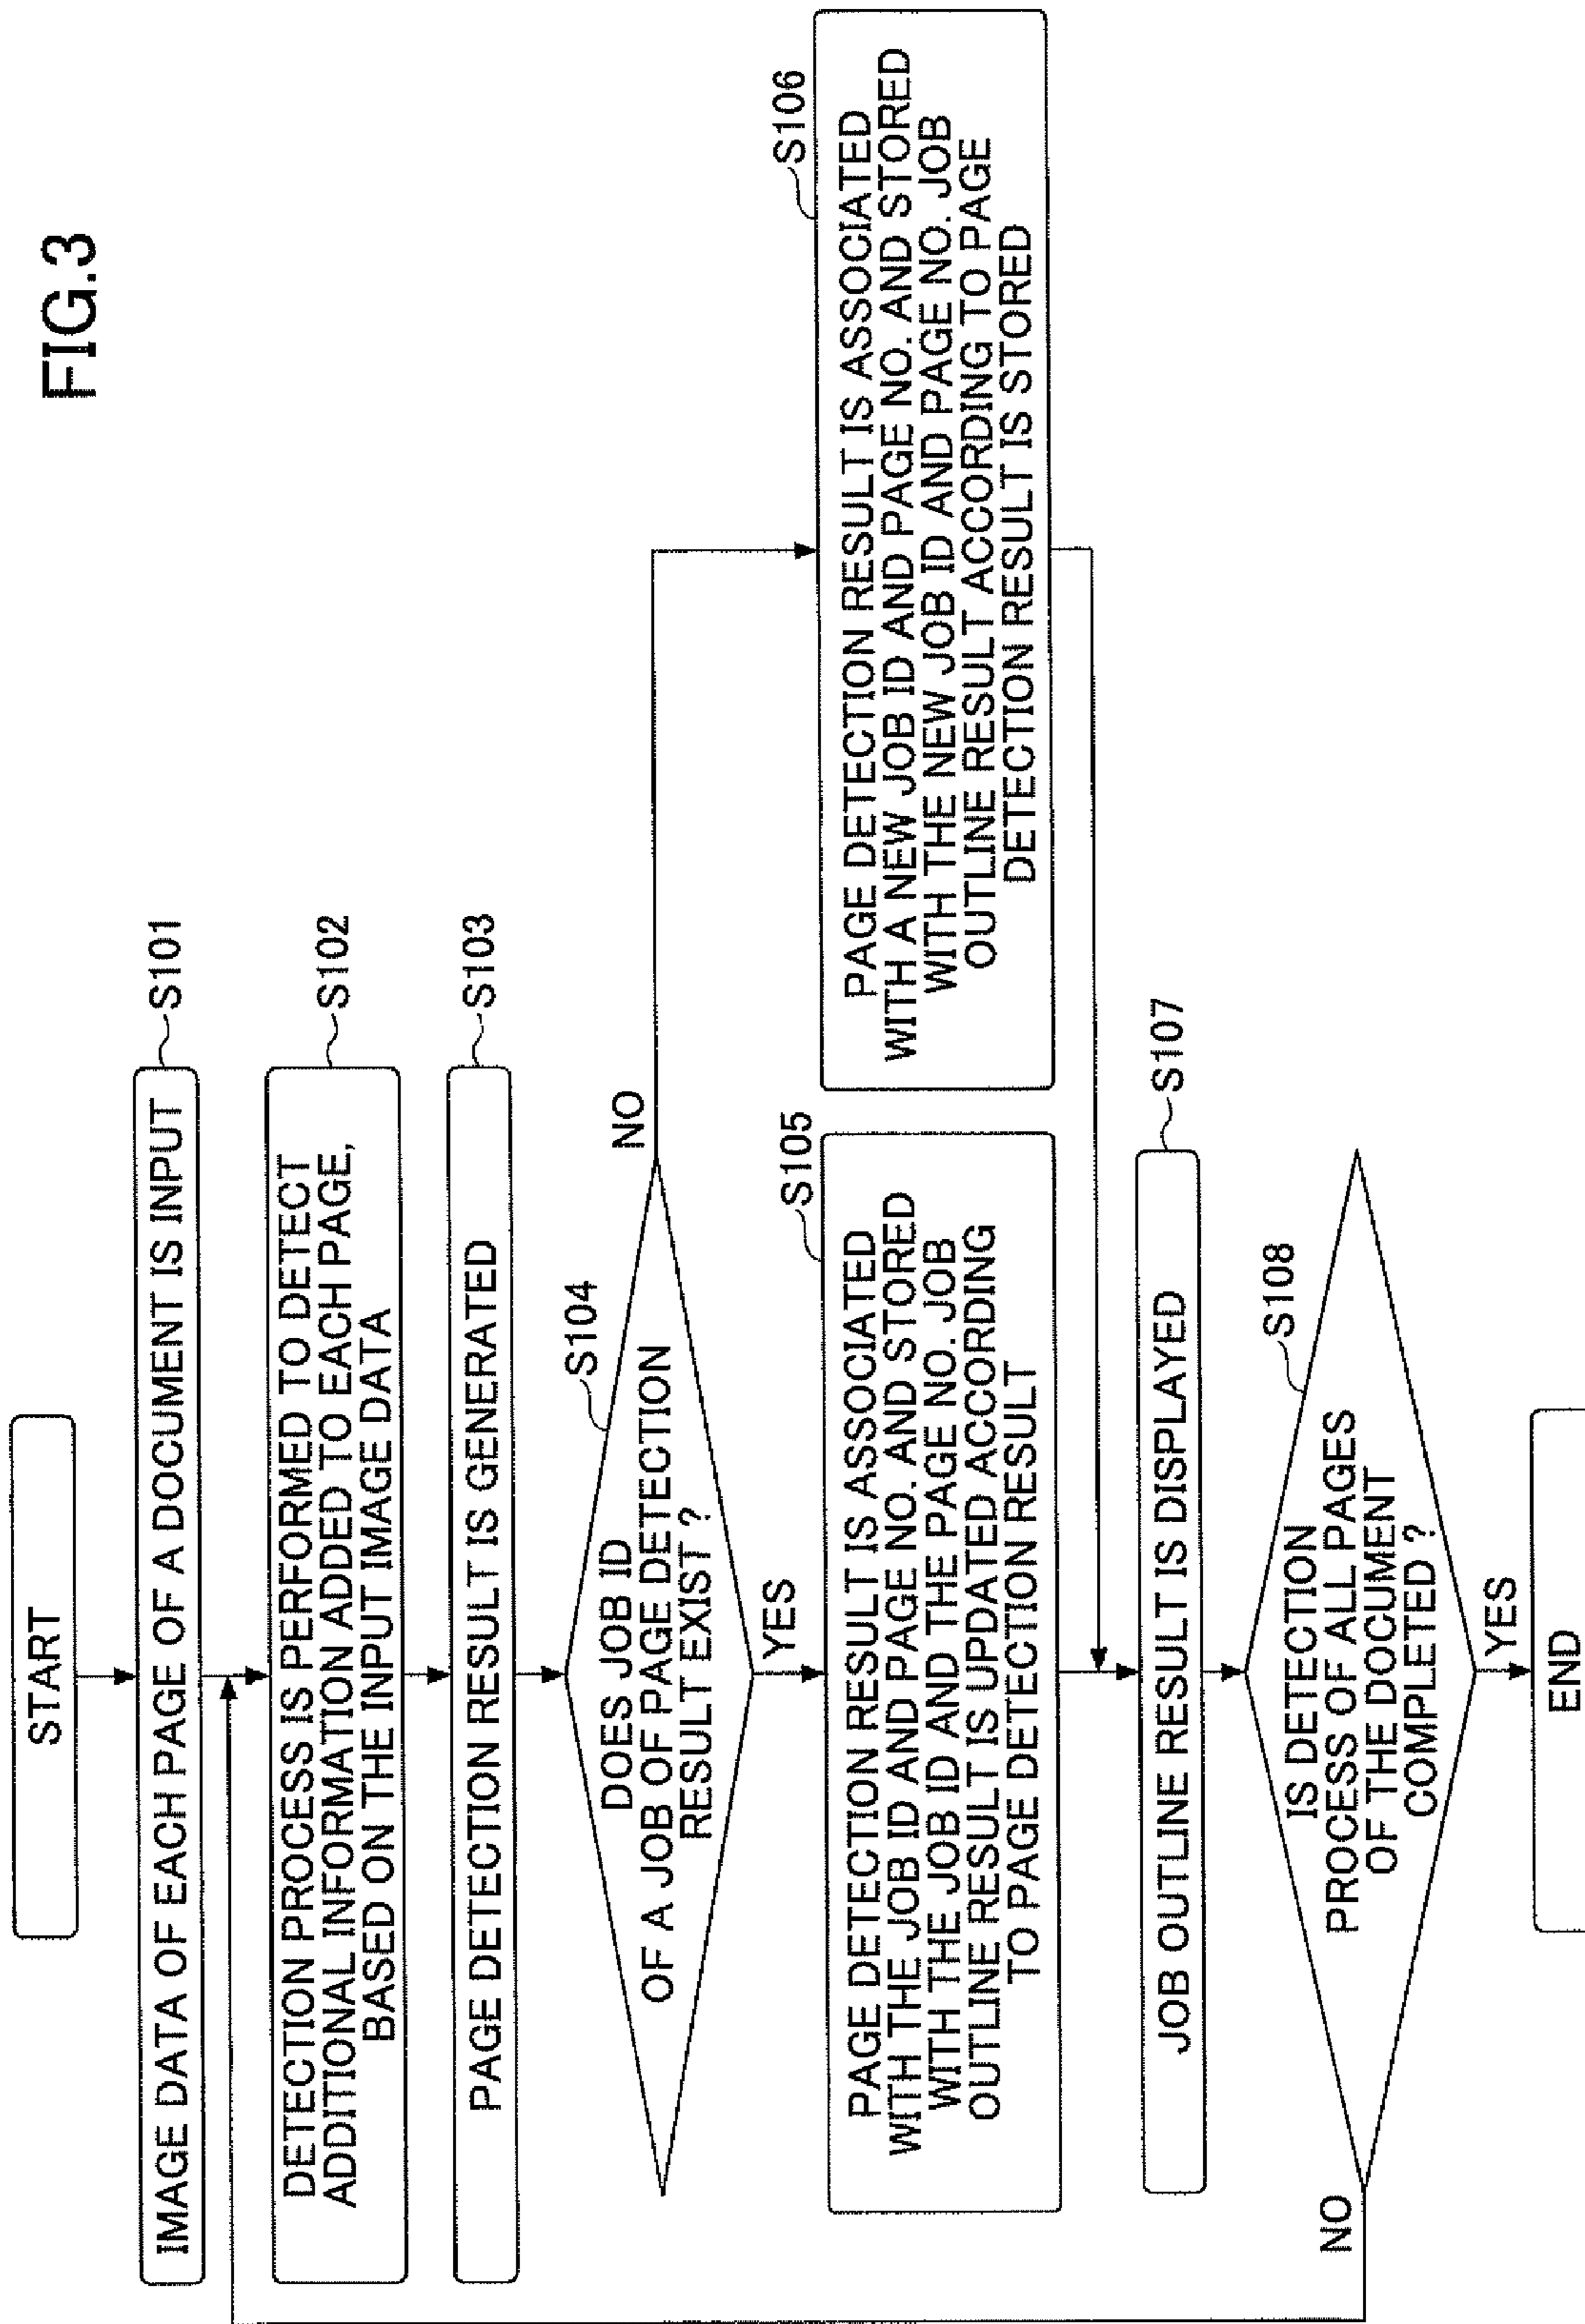 FIG.3
START
IMAGE DATA OF EACH PAGE OF A DOCUMENT IS INPUT
S101
DETECTION PROCESS IS PERFORMED TO DETECT
ADDITIONAL INFORMATION ADDED TO EACH PAGE,
BASED ON THE INPUT IMAGE DATA
S102
PAGE DETECTION RESULT IS GENERATED
S103
S104
DOES JOB ID
OF A JOB OF PAGE DETECTION
RESULT EXIST ?
NO
YES
S105
PAGE DETECTION RESULT IS ASSOCIATED
WITH THE JOB ID AND PAGE NO. AND STORED
WITH THE JOB ID AND THE PAGE NO. JOB
OUTLINE RESULT IS UPDATED ACCORDING
TO PAGE DETECTION RESULT
S106
PAGE DETECTION RESULT IS ASSOCIATED
WITH A NEW JOB ID AND PAGE NO. AND STORED
WITH THE NEW JOB ID AND PAGE NO. JOB
OUTLINE RESULT ACCORDING TO PAGE
DETECTION RESULT IS STORED
JOB OUTLINE RESULT IS DISPLAYED
S107
S108
IS DETECTION
PROCESS OF ALL PAGES
OF THE DOCUMENT
COMPLETED ?
NO
YES
END